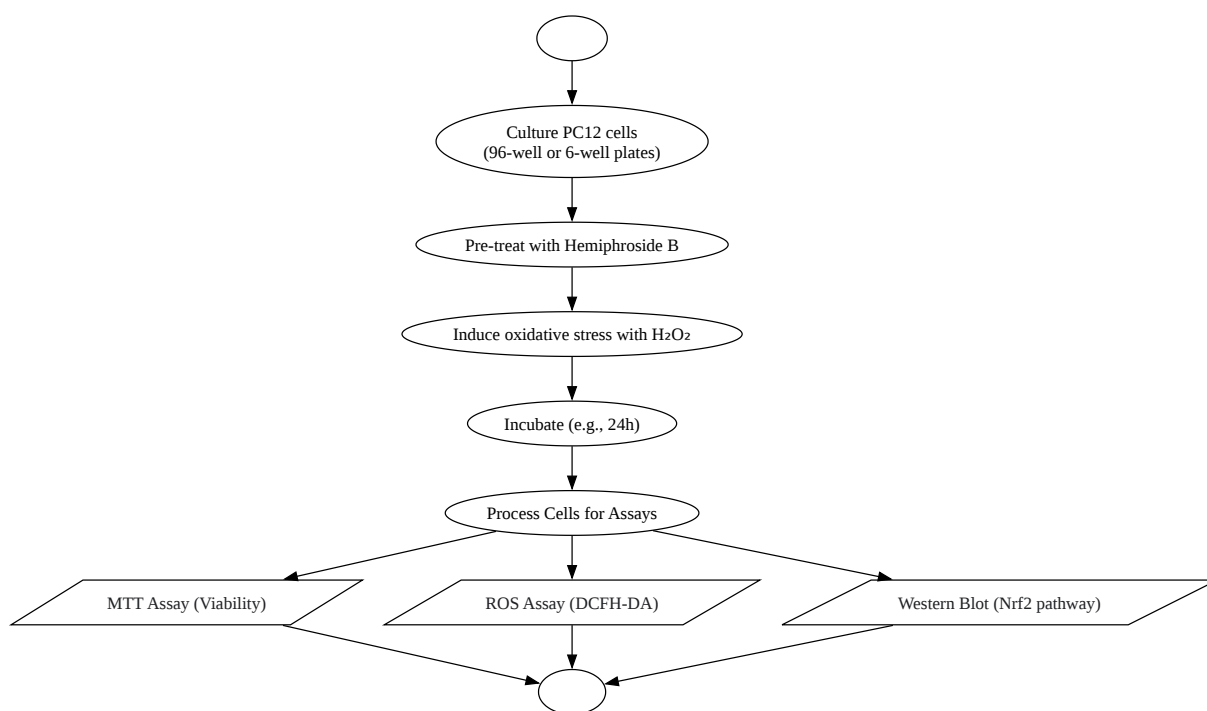 Culture PC12 cells
(96-well or 6-well plates)
Pre-treat with Hemiphroside B
Induce oxidative stress with H₂O₂
Incubate (e.g., 24h)
Process Cells for Assays
MTT Assay (Viability)
ROS Assay (DCFH-DA)
Western Blot (Nrf2 pathway)